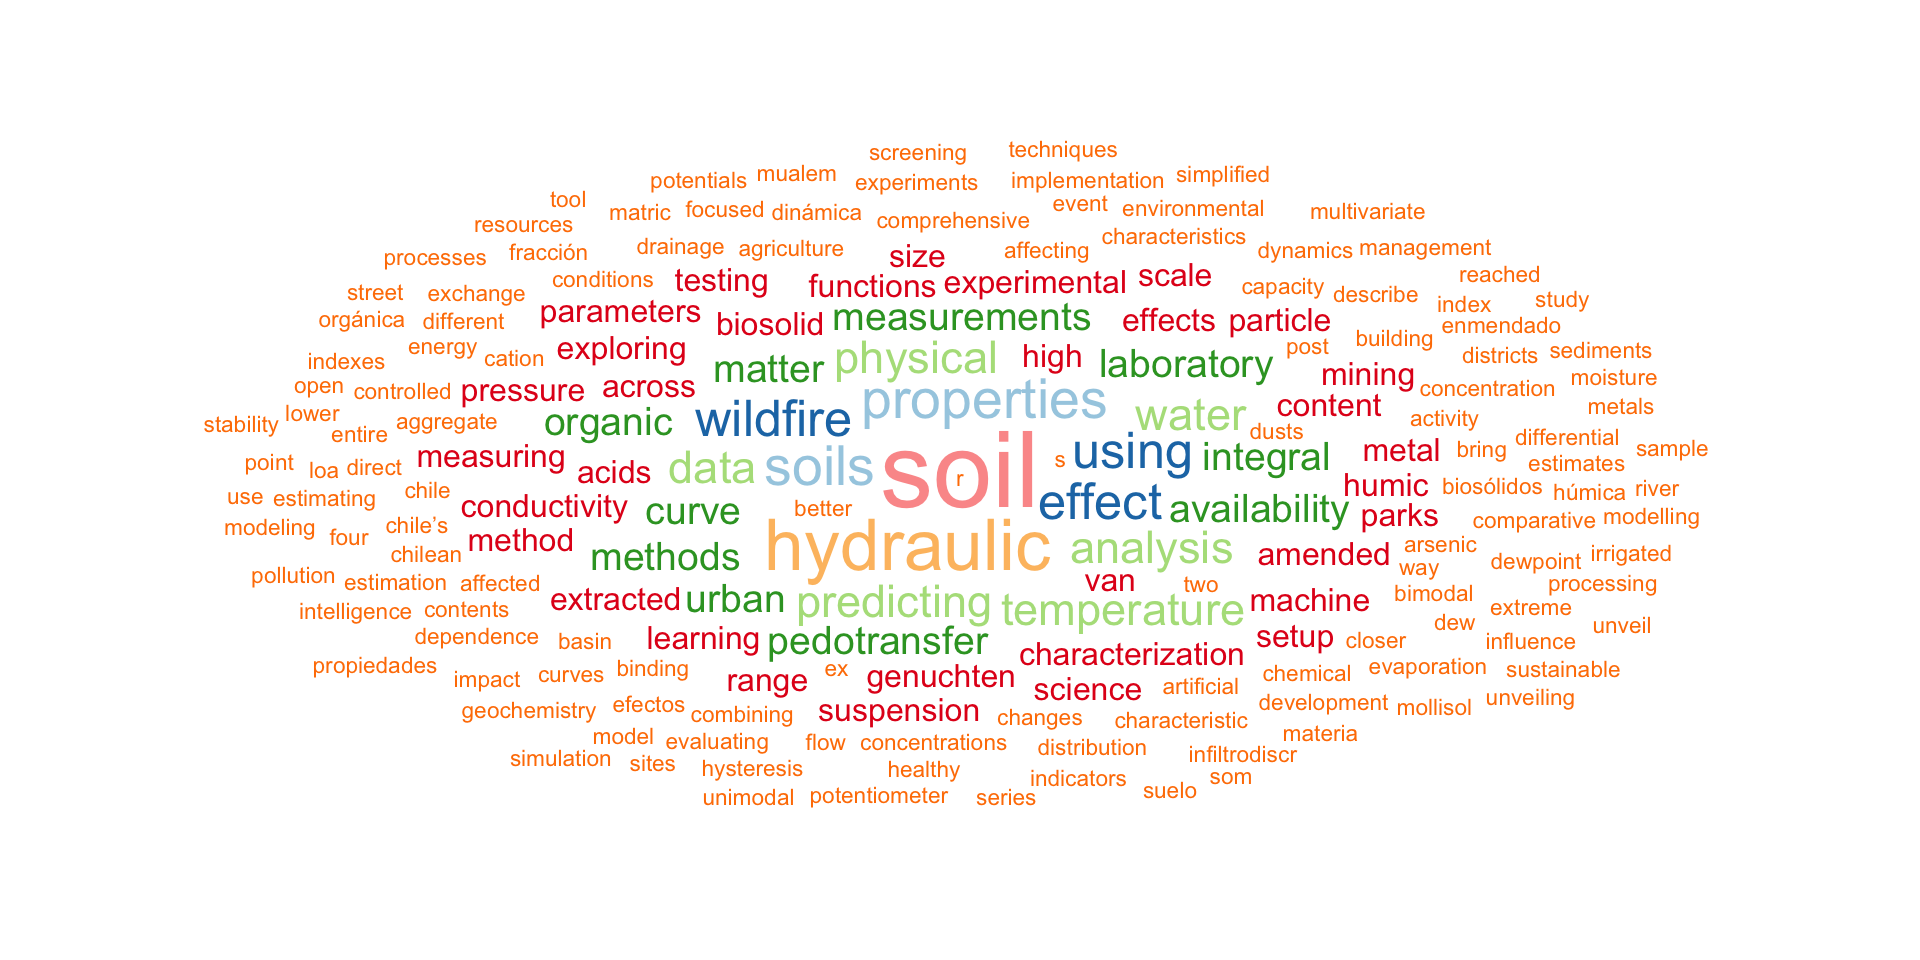 screening techniques
potentials mualem experiments implementation simplified
tool matric focused dinámica comprehensive event environmental multivariate
resources
processes fracción drainage agriculture size affecting characteristics dynamics management
street exchange conditions testing functions experimental scale capacity describe reached
orgánica different parameters biosolid measurements effects particle index study
indexes energy cation exploring matter physical high laboratory post building enmendado
open controlled pressure across properties mining districts sediments
concentration moisture
stability lower entire aggregate organic wildfire water content activity metals
dusts
point loa direct measuring acids data soils soil r s using integral metal bring differential estimates sample
use estimating chile conductivity curve better effect availability humic biosólidos húmica river
modeling four chile’s method methods hydraulic analysis parks comparative modelling
chilean amended arsenic dewpoint irrigated
pollution estimation affected van two way processing
intelligence contents extracted urban predicting temperature machine bimodal extreme
dependence basin learning pedotransfer setup closer dew influence unveil
propiedades impact curves binding range ex genuchten characterization chemical evaporation sustainable
geochemistry efectos combining suspension science artificial development mollisol unveiling
changes characteristic
model evaluating flow concentrations distribution materia
simulation sites hysteresis healthy indicators infiltrodiscr
unimodal potentiometer series suelo som